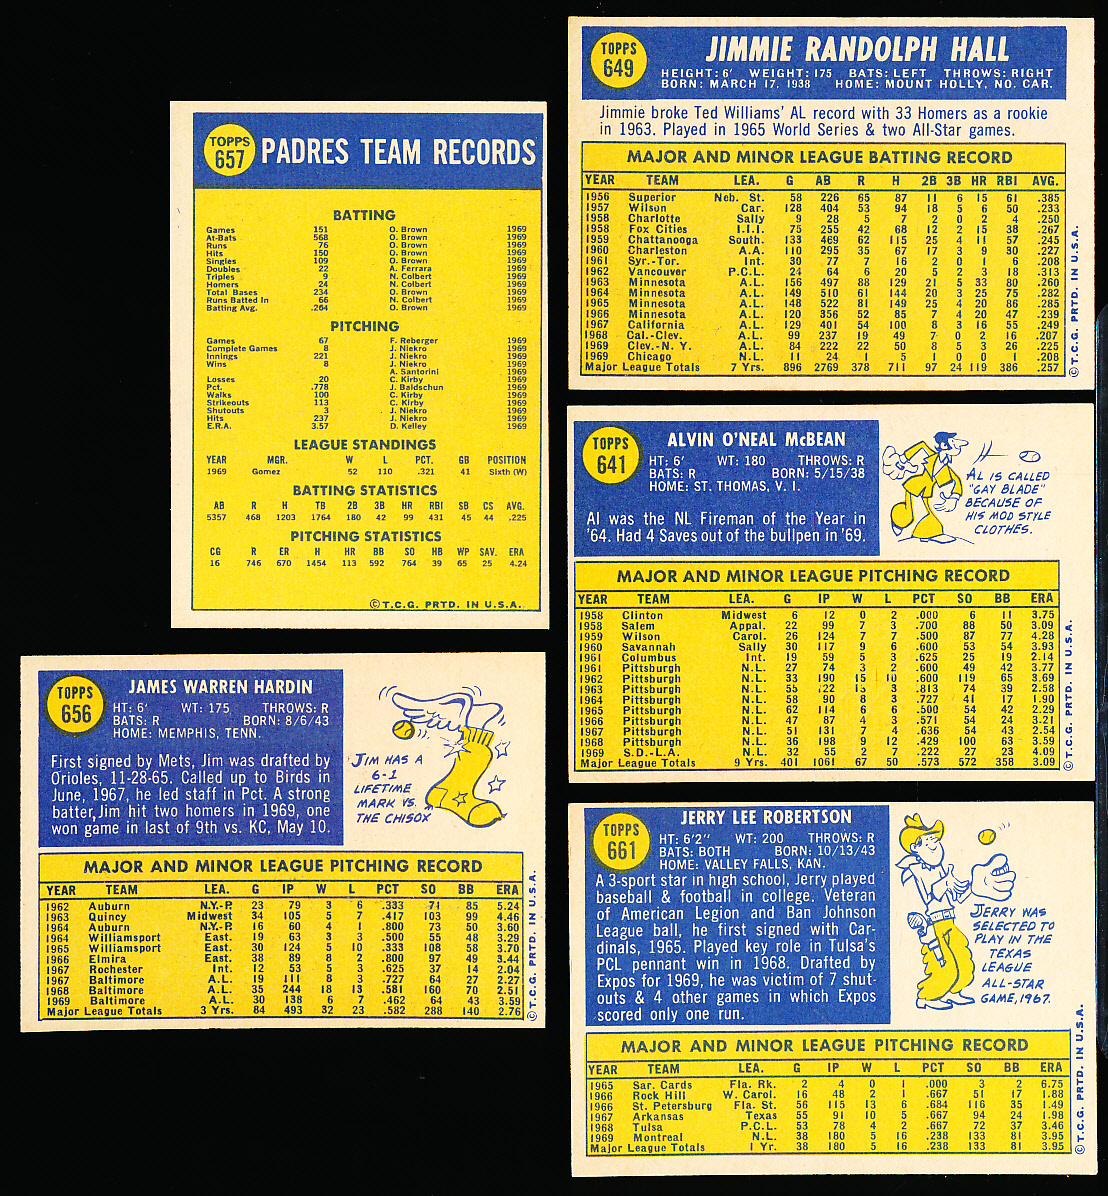 TOPPS
657
PADRES TEAM RECORDS
BATTING
Games 151 O. Brown 1969
At-Bats 568 O. Brown 1969
Runs 76 O. Brown 1969
Hits 150 O. Brown 1969
Singles 109 O. Brown 1969
Doubles 22 A. Ferrara 1969
Triples 9 N. Colbert 1969
Homers 24 N. Colbert 1969
Total Bases 234 O. Brown 1969
Runs Batted In 66 N. Colbert 1969
Batting Avg. .264 O. Brown 1969
PITCHING
Games 67 F. Reberger 1969
Complete Games 8 J. Niekro 1969
Innings 221 J. Niekro 1969
Wins 8 J. Niekro 1969
A. Santorini 1969
Losses 20 C. Kirby 1969
Pct. .778 J. Baldschun 1969
Walks 100 C. Kirby 1969
Strikeouts 113 C. Kirby 1969
Shutouts 3 J. Niekro 1969
Hits 237 J. Niekro 1969
E.R.A. 3.57 D. Kelley 1969
LEAGUE STANDINGS
YEAR MGR. W L PCT. GB POSITION
1969 Gomez 52 110 .321 41 Sixth (W)
BATTING STATISTICS
AB R H TB 2B 3B HR RBI SB CS AVG.
5357 468 1203 1764 180 42 99 431 45 44 .225
PITCHING STATISTICS
CG R ER H HR BB SO HB WP SAV. ERA
16 746 670 1454 113 592 764 39 65 25 4.24
©T.C.G. PRTD. IN U.S.A.
TOPPS
649
JIMMIE RANDOLPH HALL
HEIGHT: 6' WEIGHT: 175 BATS: LEFT THROWS: RIGHT
BORN: MARCH 17, 1938 HOME: MOUNT HOLLY, NO. CAR.
Jimmie broke Ted Williams' AL record with 33 Homers as a rookie
in 1963. Played in 1965 World Series & two All-Star games.
MAJOR AND MINOR LEAGUE BATTING RECORD
YEAR TEAM LEA. G AB R H 2B 3B HR RBI AVG.
1956 Superior Neb. St. 58 226 65 87 11 6 15 61 .385
1957 Wilson Car. 128 404 53 94 18 5 6 50 .233
1958 Charlotte Sally 9 28 5 7 2 0 2 4 .250
1958 Fox Cities I.I.I. 75 255 42 68 12 2 15 38 .267
1959 Chattanooga South. 133 469 62 115 25 4 11 57 .245
1960 Charleston A.A. 110 295 35 67 17 3 9 30 .227
1961 Syr.-Tor. Int. 30 77 7 16 2 0 1 6 .208
1962 Vancouver P.C.L. 24 64 6 20 5 2 3 18 .313
1963 Minnesota A.L. 156 497 88 129 21 5 33 80 .260
1964 Minnesota A.L. 149 510 61 144 20 3 25 75 .282
1965 Minnesota A.L. 148 522 81 149 25 4 20 86 .285
1966 Minnesota A.L. 120 356 52 85 7 4 20 47 .239
1967 California A.L. 129 401 54 100 8 3 16 55 .249
1968 Cal.-Clev. A.L. 99 237 19 49 7 0 2 16 .207
1969 Clev.-N. Y. A.L. 84 222 22 50 8 5 3 26 .225
1969 Chicago N.L. 11 24 1 5 1 0 0 1 .208
Major League Totals 7 Yrs. 896 2769 378 711 97 24 119 386 .257
©T.C.G. PRTD. IN U.S.A.
TOPPS
641
ALVIN O'NEAL McBEAN
HT: 6' WT: 180 THROWS: R
BATS: R BORN: 5/15/38
HOME: ST. THOMAS, V. I.
Al was the NL Fireman of the Year in
'64. Had 4 Saves out of the bullpen in '69.
AL IS CALLED
"GAY BLADE"
BECAUSE OF
HIS MOD STYLE
CLOTHES.
MAJOR AND MINOR LEAGUE PITCHING RECORD
YEAR TEAM LEA. G IP W L PCT SO BB ERA
1958 Clinton Midwest 6 12 0 2 .000 6 11 3.75
1958 Salem Appal. 22 99 7 3 .700 88 50 3.09
1959 Wilson Carol. 26 124 7 7 .500 87 77 4.28
1960 Savannah Sally 30 117 9 6 .600 53 54 3.93
1961 Columbus Int. 19 59 5 3 .625 25 19 2.14
1961 Pittsburgh N.L. 27 74 3 2 .600 49 42 3.77
1962 Pittsburgh N.L. 33 190 15 10 .600 119 65 3.69
1963 Pittsburgh N.L. 55 122 13 3 .813 74 39 2.58
1964 Pittsburgh N.L. 58 90 8 3 .727 41 17 1.90
1965 Pittsburgh N.L. 62 114 6 6 .500 54 42 2.29
1966 Pittsburgh N.L. 47 87 4 3 .571 54 24 3.21
1967 Pittsburgh N.L. 51 131 7 4 .636 54 43 2.54
1968 Pittsburgh N.L. 36 198 9 12 .429 100 63 3.59
1969 S.D.-L.A. N.L. 32 55 2 7 .222 27 23 4.09
Major League Totals 9 Yrs. 401 1061 67 50 .573 572 358 3.09
©T.C.G. PRTD. IN U.S.A.
TOPPS
656
JAMES WARREN HARDIN
HT: 6' WT: 175 THROWS: R
BATS: R BORN: 8/6/43
HOME: MEMPHIS, TENN.
First signed by Mets, Jim was drafted by
Orioles, 11-28-65. Called up to Birds in
June, 1967, he led staff in Pct. A strong
batter, Jim hit two homers in 1969, one
won game in last of 9th vs. KC, May 10.
JIM HAS A
6-1
LIFETIME
MARK VS.
THE CHISOX
MAJOR AND MINOR LEAGUE PITCHING RECORD
YEAR TEAM LEA. G IP W L PCT SO BB ERA
1962 Auburn N.Y.-P. 23 79 3 6 .333 71 85 5.24
1963 Quincy Midwest 34 105 5 7 .417 103 99 4.46
1964 Auburn N.Y.-P. 16 60 4 1 .800 73 50 3.60
1964 Williamsport East. 19 63 3 3 .500 55 48 3.29
1965 Williamsport East. 30 124 5 10 .333 108 58 3.70
1966 Elmira East. 38 89 8 2 .800 97 49 3.44
1967 Rochester Int. 12 53 5 3 .625 37 14 2.04
1967 Baltimore A.L. 19 111 8 3 .727 64 27 2.27
1968 Baltimore A.L. 35 244 18 13 .581 160 70 2.51
1969 Baltimore A.L. 30 138 6 7 .462 64 43 3.59
Major League Totals 3 Yrs. 84 493 32 23 .582 288 140 2.76
©T.C.G. PRTD. IN U.S.A.
TOPPS
661
JERRY LEE ROBERTSON
HT: 6'2" WT: 200 THROWS: R
BATS: BOTH BORN: 10/13/43
HOME: VALLEY FALLS, KAN.
A 3-sport star in high school, Jerry played
baseball & football in college. Veteran
of American Legion and Ban Johnson
League ball, he first signed with Car-
dinals, 1965. Played key role in Tulsa's
PCL pennant win in 1968. Drafted by
Expos for 1969, he was victim of 7 shut-
outs & 4 other games in which Expos
scored only one run.
JERRY WAS
SELECTED TO
PLAY IN THE
TEXAS
LEAGUE
ALL-STAR
GAME, 1967.
MAJOR AND MINOR LEAGUE PITCHING RECORD
YEAR TEAM LEA. G IP W L PCT SO BB ERA
1965 Sar. Cards Fla. Rk. 2 4 0 1 .000 3 2 6.75
1966 Rock Hill W. Carol. 16 48 2 1 .667 51 17 1.88
1966 St. Petersburg Fla. St. 56 115 13 6 .684 116 35 1.49
1967 Arkansas Texas 55 91 10 5 .667 94 24 1.98
1968 Tulsa P.C.L. 53 78 4 2 .667 72 37 3.46
1969 Montreal N.L. 38 180 5 16 .238 133 81 3.95
Major League Totals 1 Yr. 38 180 5 16 .238 133 81 3.95
©T.C.G. PRTD. IN U.S.A.